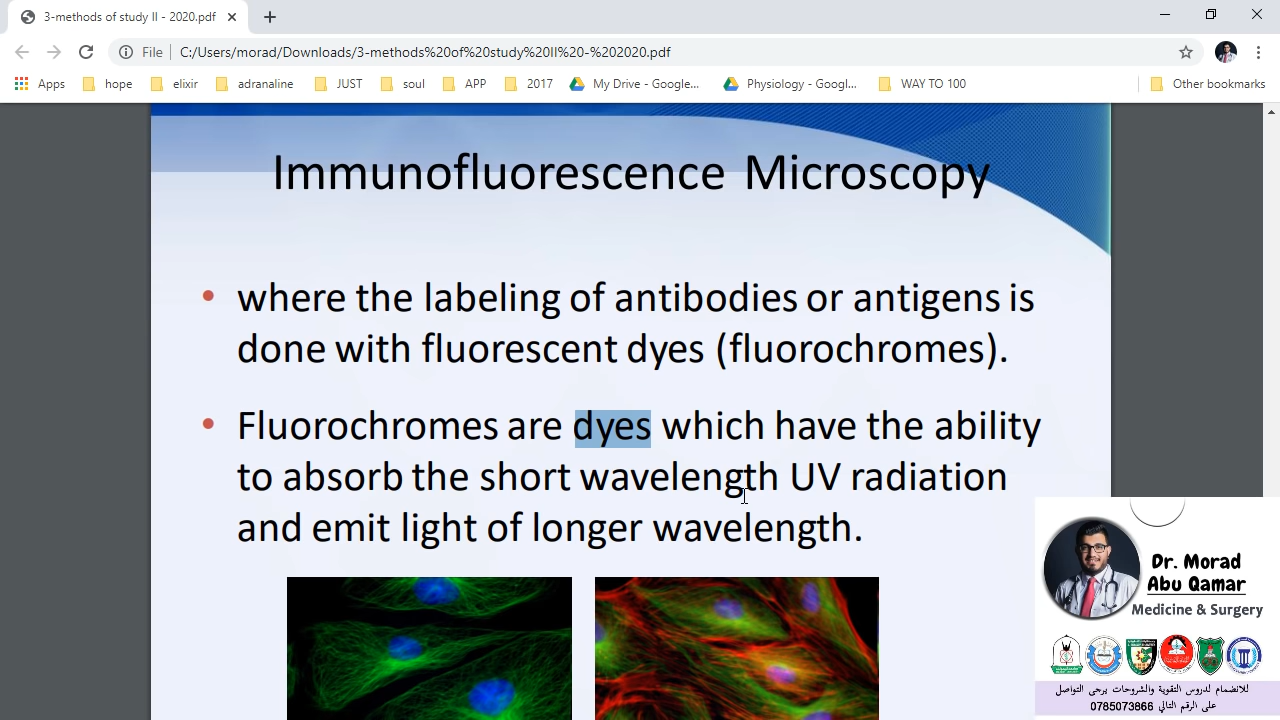 3-methods of study II - 2020.pdf
File
C:/Users/morad/Downloads/3-methods%20of%20study%20II%20-%202020.pdf
Apps hope elixir adranaline JUST soul APP 2017 My Drive - Google... Physiology - Googl... WAY TO 100 Other bookmarks
Immunofluorescence Microscopy
• where the labeling of antibodies or antigens is
done with fluorescent dyes (fluorochromes).
• Fluorochromes are dyes which have the ability
to absorb the short wavelength UV radiation
and emit light of longer wavelength.
Dr. Morad
Abu Qamar
Medicine & Surgery
للانضمام لدروس التقوية والشروحات يرجى التواصل
على الرقم التالي 0785073866